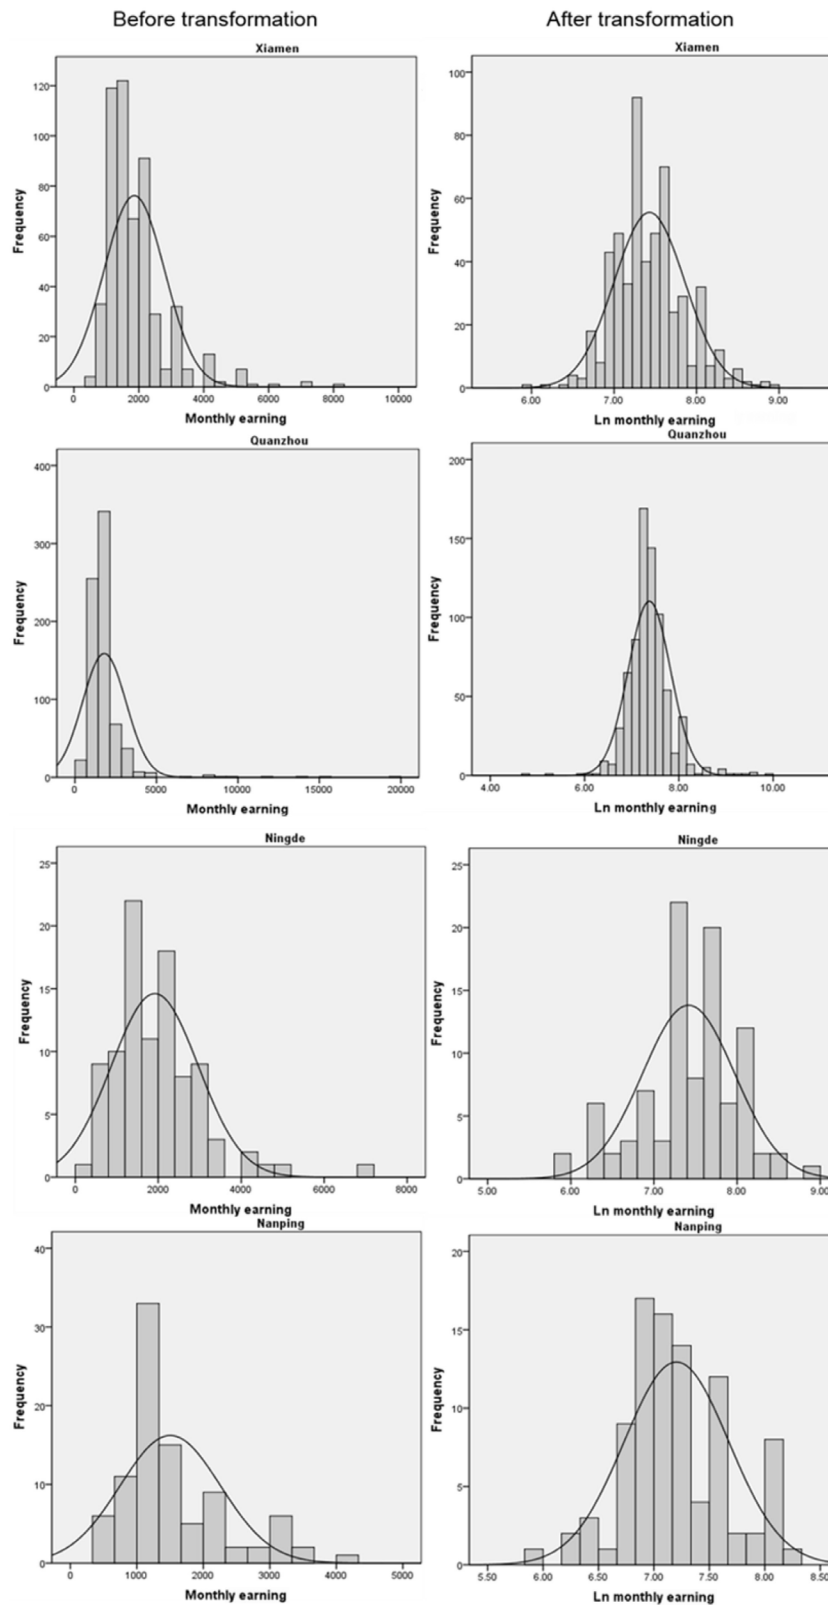 Before transformation After transformation
Xiamen
Frequency
120
100
80
60
40
20
0
0 2000 4000 6000 8000 10000
Monthly earning
Xiamen
Frequency
100
80
60
40
20
0
6.00 7.00 8.00 9.00
Ln monthly earning
Quanzhou
Frequency
400
300
200
100
0
0 5000 10000 15000 20000
Monthly earning
Quanzhou
Frequency
200
150
100
50
0
4.00 6.00 8.00 10.00
Ln monthly earning
Ningde
Frequency
25
20
15
10
5
0
0 2000 4000 6000 8000
Monthly earning
Ningde
Frequency
25
20
15
10
5
0
5.00 6.00 7.00 8.00 9.00
Ln monthly earning
Nanping
Frequency
40
30
20
10
0
0 1000 2000 3000 4000 5000
Monthly earning
Nanping
Frequency
20
15
10
5
0
5.50 6.00 6.50 7.00 7.50 8.00 8.50
Ln monthly earning